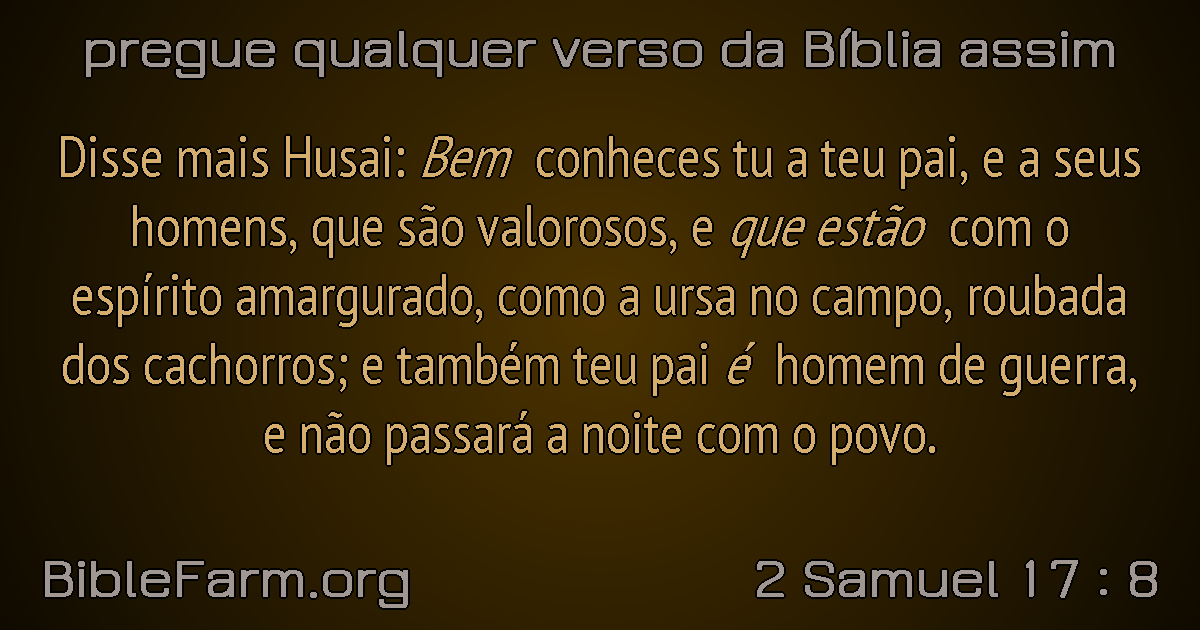 pregue qualquer verso da Bíblia assim
Disse mais Husai: Bem conheces tu a teu pai, e a seus
homens, que são valorosos, e que estão com o
espírito amargurado, como a ursa no campo, roubada
dos cachorros; e também teu pai é homem de guerra,
e não passará a noite com o povo.
BibleFarm.org
2 Samuel 17 : 8